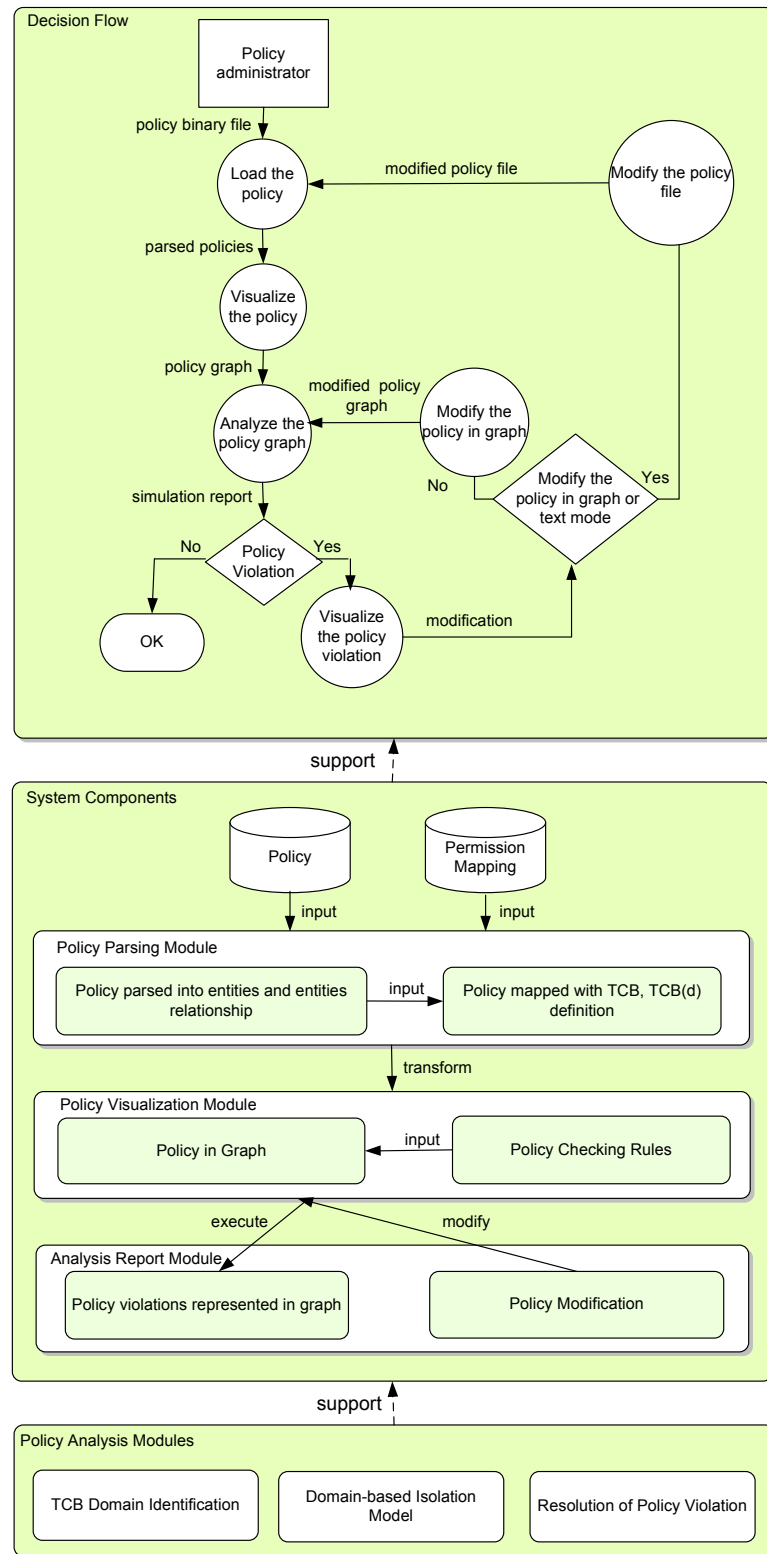 Decision Flow
Policy
administrator
policy binary file
Load the
policy
modified policy file
Modify the policy
file
parsed policies
Visualize
the policy
policy graph
modified  policy
graph
Modify the
policy in graph
Analyze the
policy graph
simulation report
No
Modify the
policy in graph or
text mode
Yes
No
Policy
Violation
Yes
OK
Visualize
the policy
violation
modification
support
System Components
Policy
Permission
Mapping
input
input
Policy Parsing Module
Policy parsed into entities and entities
relationship
input
Policy mapped with TCB, TCB(d)
definition
transform
Policy Visualization Module
Policy in Graph
input
Policy Checking Rules
execute
modify
Analysis Report Module
Policy violations represented in graph
Policy Modification
support
Policy Analysis Modules
TCB Domain Identification
Domain-based Isolation
Model
Resolution of Policy Violation